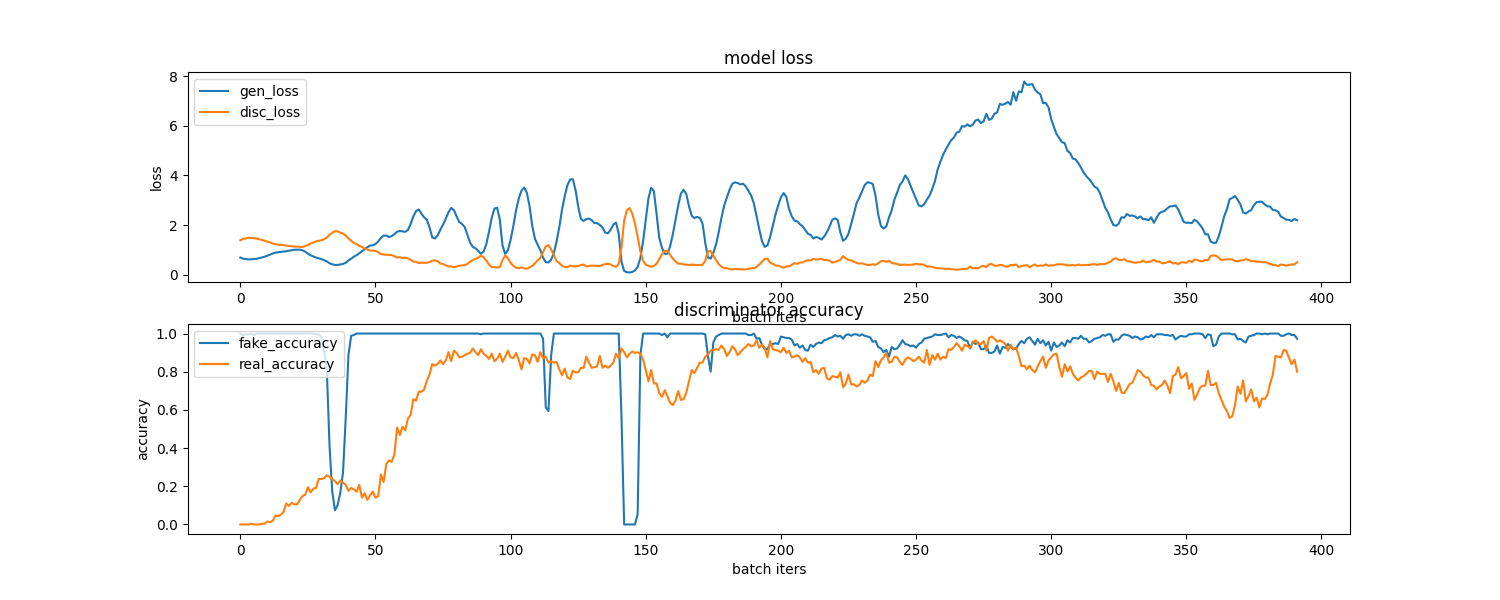 model loss
8
6
4
2
0
loss
gen_loss
disc_loss
0 50 100 150 200 250 300 350 400
batch iters
discriminator accuracy
1.0
0.8
0.6
0.4
0.2
0.0
accuracy
fake_accuracy
real_accuracy
0 50 100 150 200 250 300 350 400
batch iters